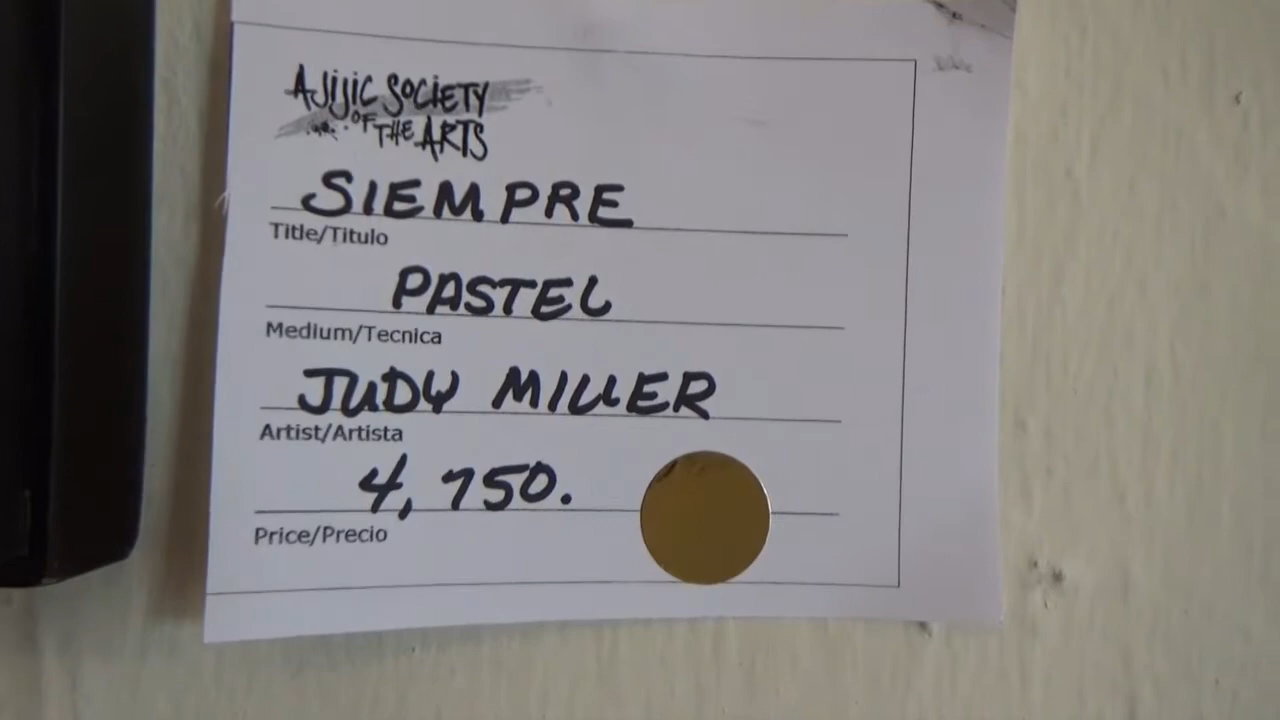 AJIJIC SOCIETY
OF THE ARTS
SIEMPRE
Title/Titulo
PASTEL
Medium/Tecnica
JUDY MILLER
Artist/Artista
4,750.
Price/Precio